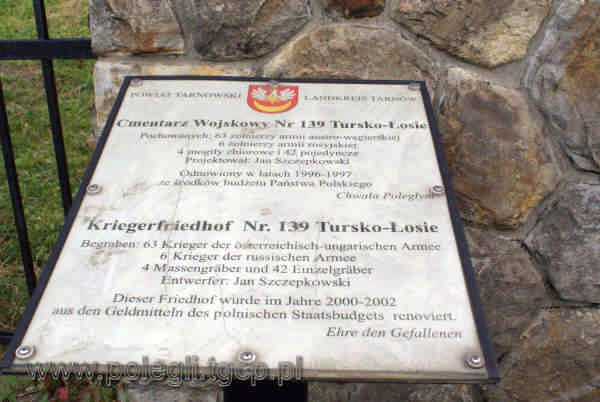 POWIAT TARNOWSKI LANDKREIS TARNÓW
Cmentarz Wojskowy Nr 139 Tursko-Łosie
Pochowanych: 63 żołnierzy armii austro-węgierskiej
6 żołnierzy armii rosyjskiej
4 mogiły zbiorowe i 42 pojedyncze
Projektował: Jan Szczepkowski
Odnowiony w latach 1996-1997
ze środków budżetu Państwa Polskiego
Chwała Poległym
Kriegerfriedhof Nr. 139 Tursko-Łosie
Begraben: 63 Krieger der österreichisch-ungarischen Armee
6 Krieger der russischen Armee
4 Massengräber und 42 Einzelgräber
Entwerfer: Jan Szczepkowski
Dieser Friedhof wurde im Jahre 2000-2002
aus den Geldmitteln des polnischen Staatsbudgets renoviert.
Ehre den Gefallenen
www.polegli.tgcp.pl